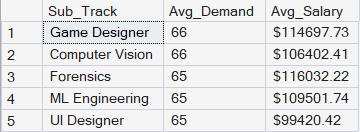 Sub_Track Avg_Demand Avg_Salary
1 Game Designer 66 $114697.73
2 Computer Vision 66 $106402.41
3 Forensics 65 $116032.22
4 ML Engineering 65 $109501.74
5 UI Designer 65 $99420.42